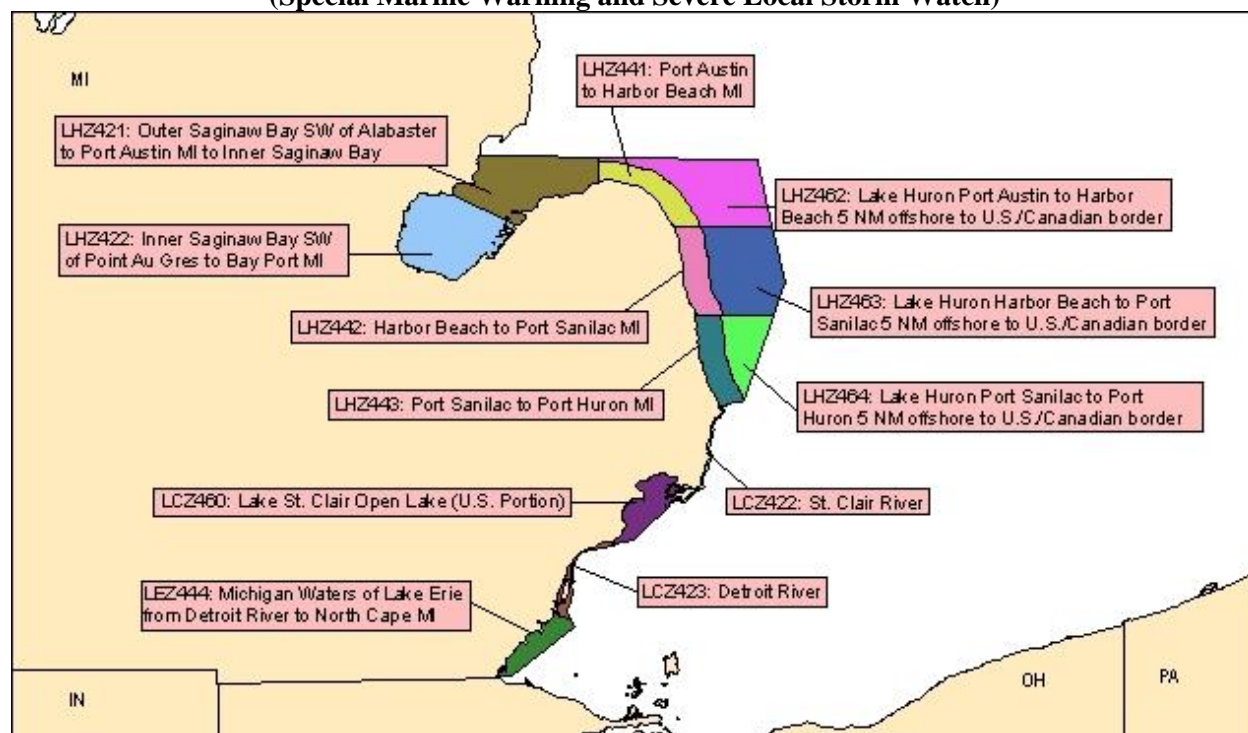 (Special Marine Warning and Severe Local Storm Watch)
MI
LHZ441: Port Austin
to Harbor Beach MI
LHZ421: Outer Saginaw Bay SW of Alabaster
to Port Austin MI to Inner Saginaw Bay
LHZ462: Lake Huron Port Austin to Harbor
Beach 5 NM offshore to U.S./Canadian border
LHZ422: Inner Saginaw Bay SW
of Point Au Gres to Bay Port MI
LHZ463: Lake Huron Harbor Beach to Port
Sanilac 5 NM offshore to U.S./Canadian border
LHZ442: Harbor Beach to Port Sanilac MI
LHZ443: Port Sanilac to Port Huron MI
LHZ464: Lake Huron Port Sanilac to Port
Huron 5 NM offshore to U.S./Canadian border
LCZ460: Lake St. Clair Open Lake (U.S. Portion)
LCZ422: St. Clair River
LEZ444: Michigan Waters of Lake Erie
from Detroit River to North Cape MI
LCZ423: Detroit River
IN
OH
PA